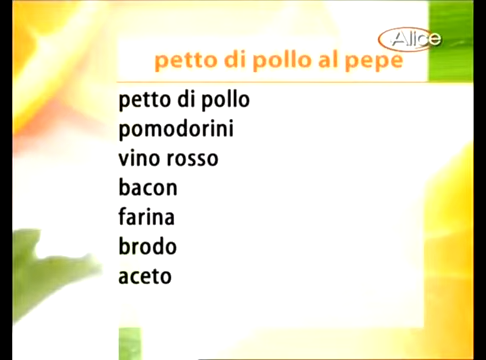 Alice
petto di pollo al pepe
petto di pollo
pomodorini
vino rosso
bacon
farina
brodo
aceto